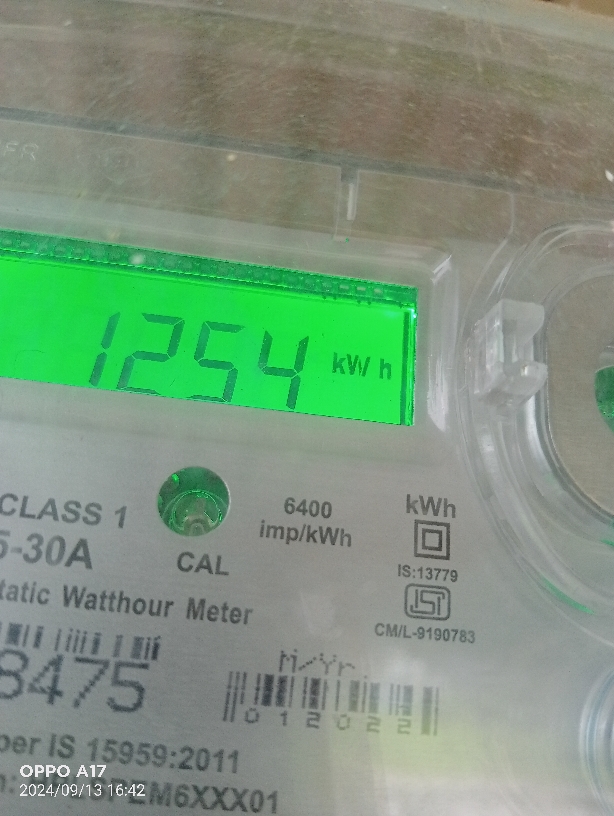 1254 kW h
CLASS 1
5-30A
CAL
6400
imp/kWh
kWh
IS:13779
CM/L-9190783
tatic Watthour Meter
8475
M/Yr.
012022
per IS 15959:2011
OPPO A17
2024/09/13 16:42